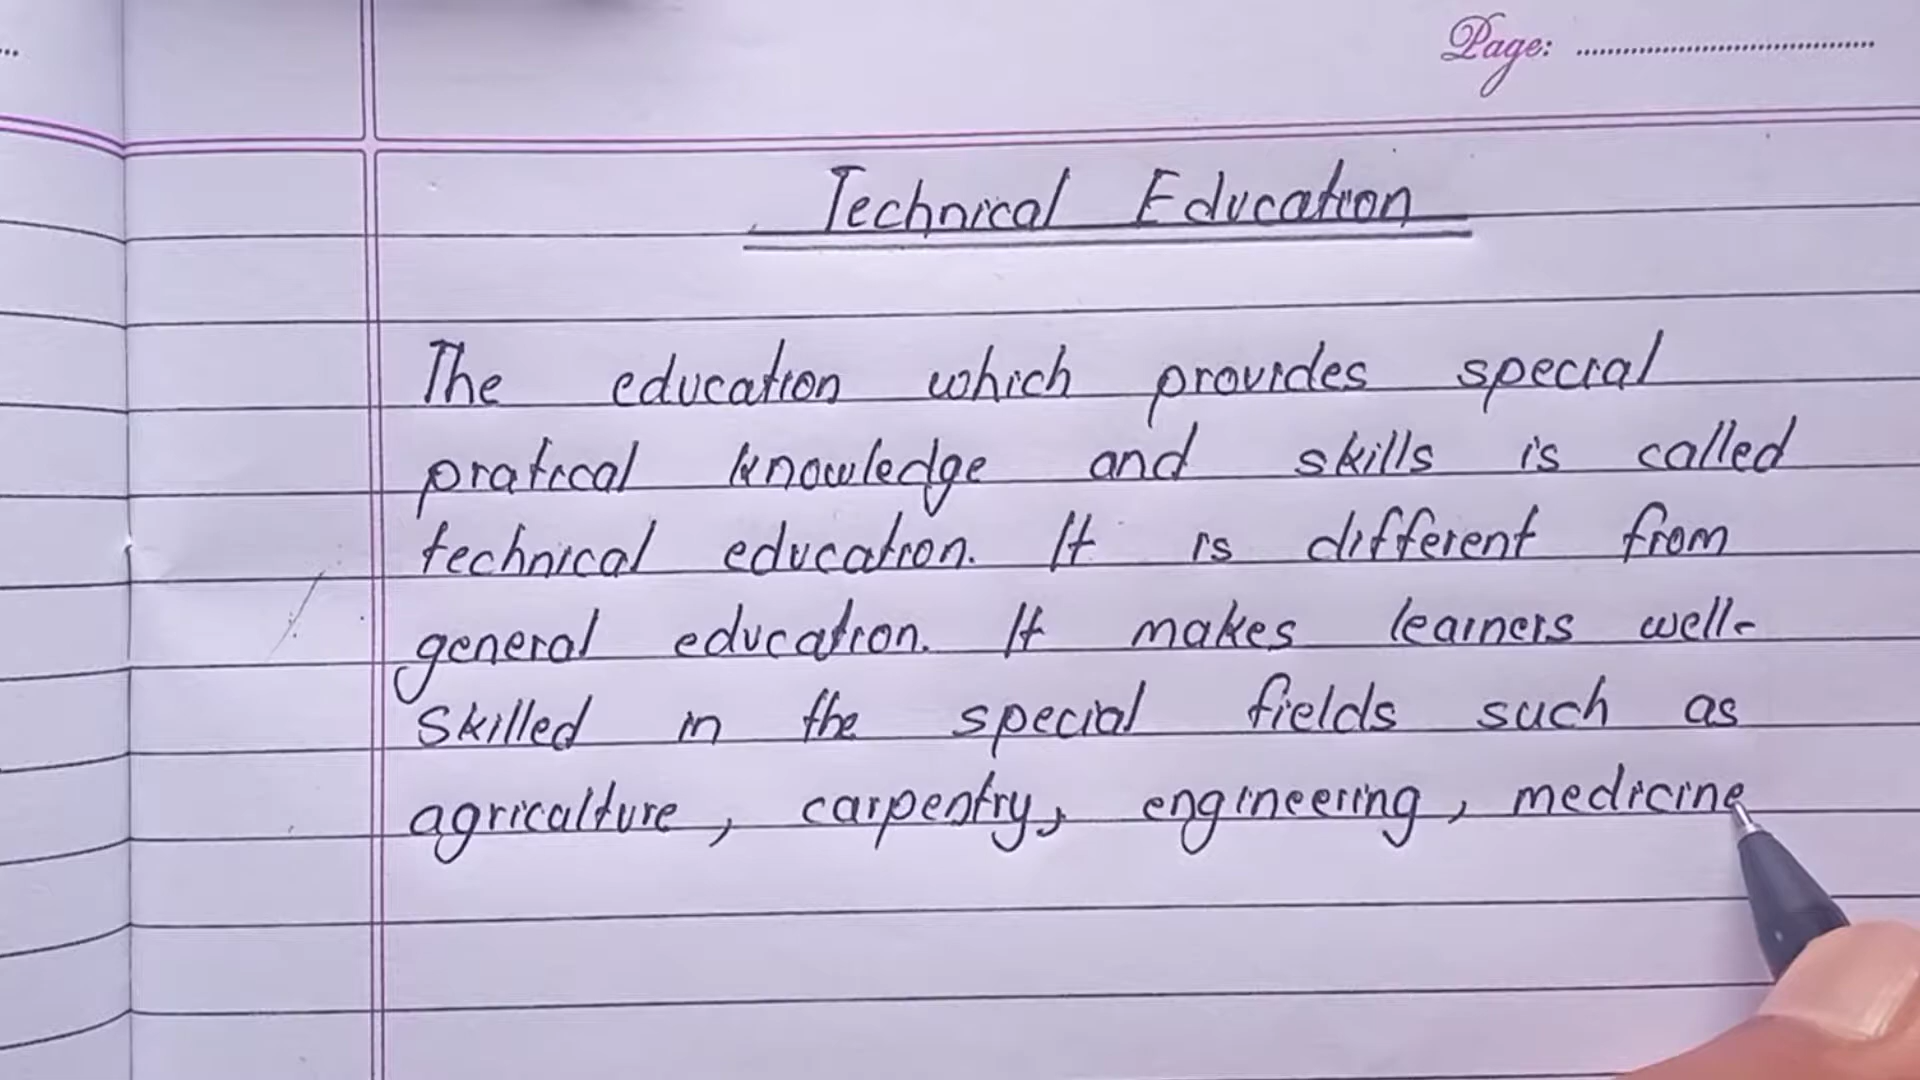 Page: ........................................
Technical Education
The education which provides special
pratical knowledge and skills is called
technical education. It is different from
general education. It makes learners well-
skilled in the special fields such as
agricalture, carpentry, engineering, medicine